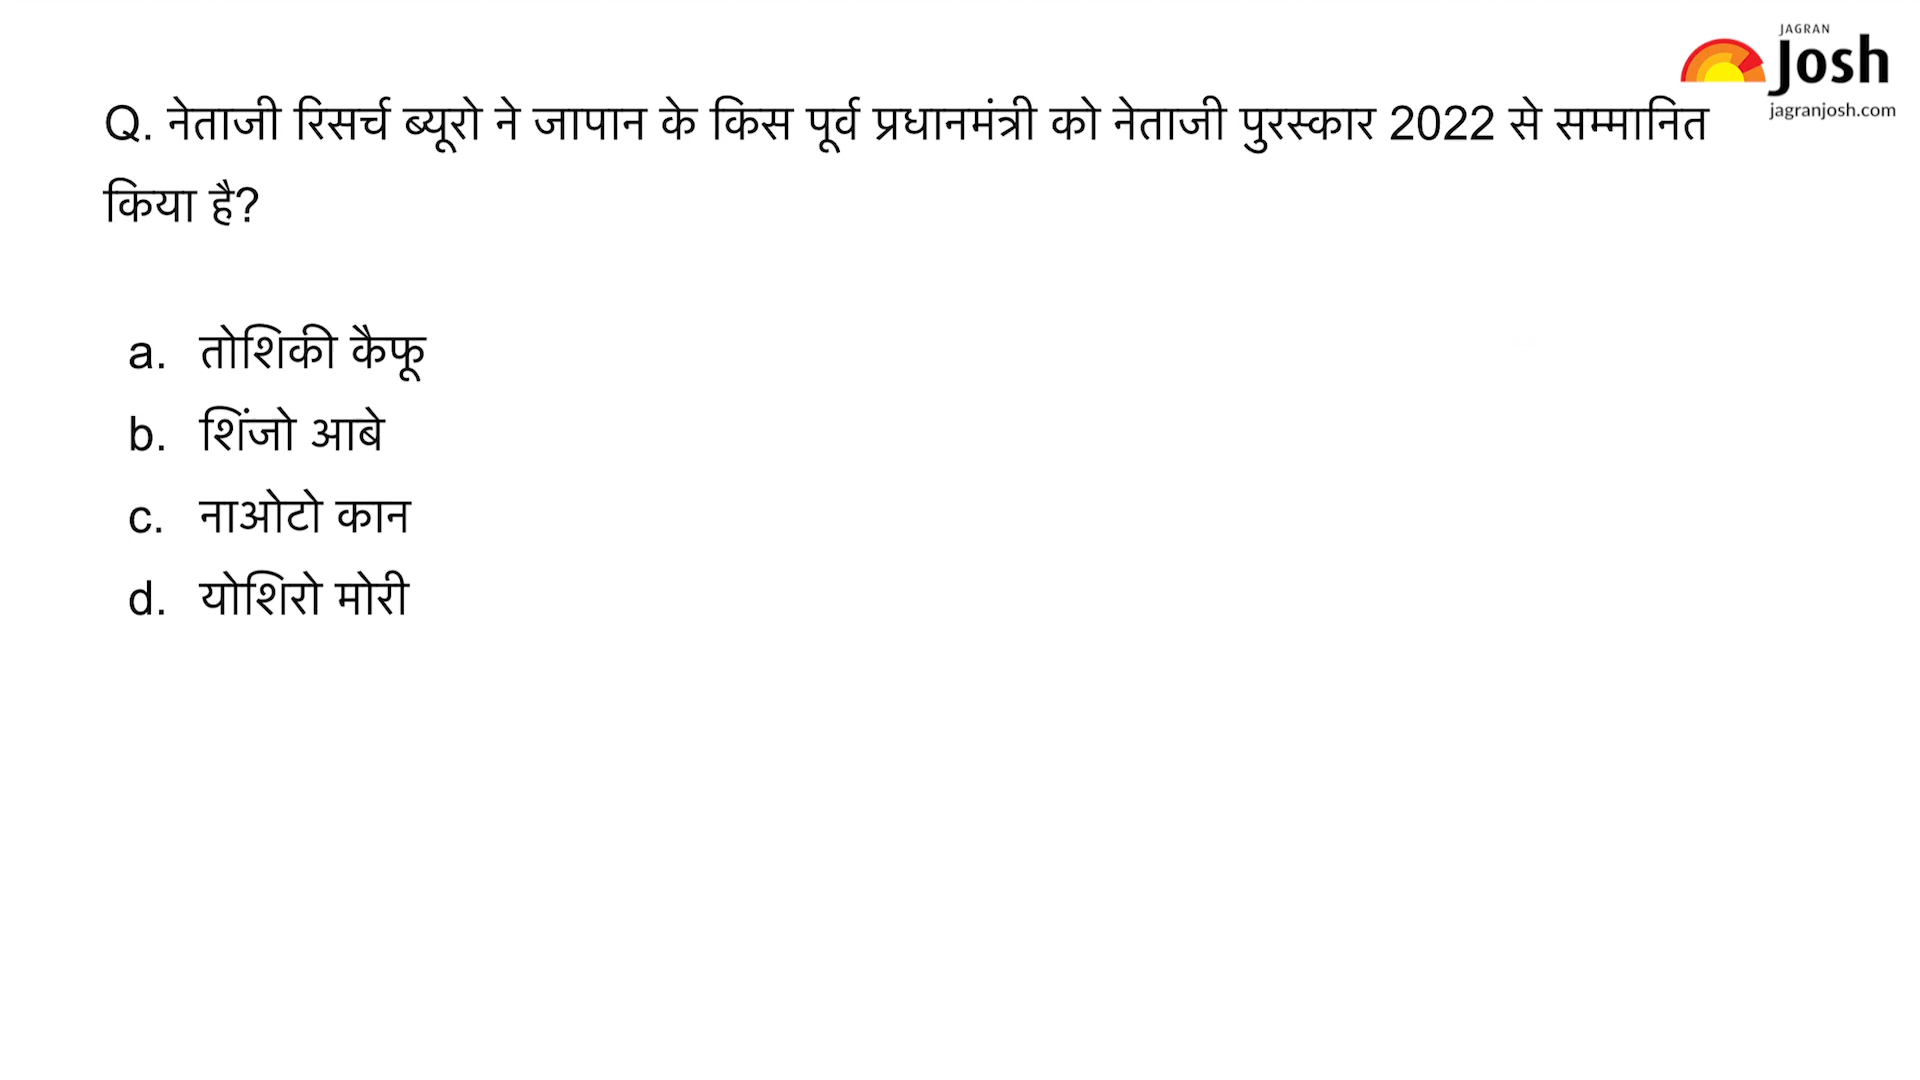 JAGRAN
Josh
jagranjosh.com
Q. नेताजी रिसर्च ब्यूरो ने जापान के किस पूर्व प्रधानमंत्री को नेताजी पुरस्कार 2022 से सम्मानित
किया है?
a. तोशिकी कैफू
b. शिंजो आबे
c. नाओटो कान
d. योशिरो मोरी